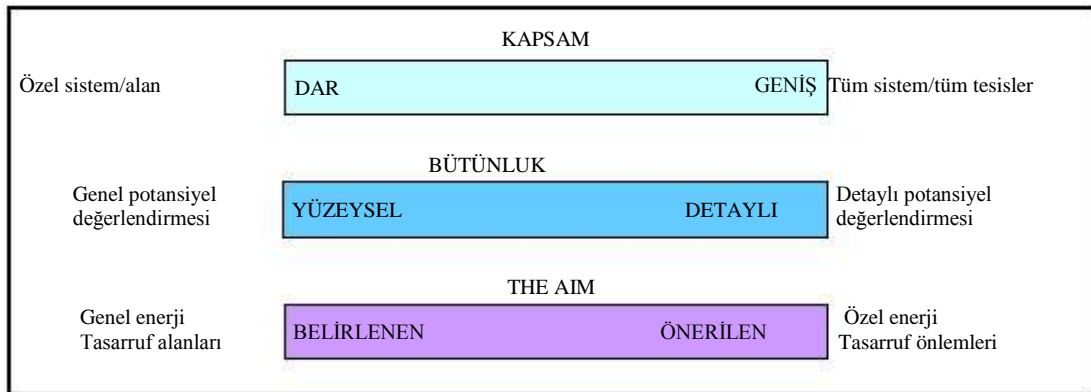 KAPSAM
Özel sistem/alan DAR GENİŞ Tüm sistem/tüm tesisler
BÜTÜNLUK
Genel potansiyel
değerlendirmesi
YÜZEYSEL DETAYLI
Detaylı potansiyel
değerlendirmesi
THE AIM
Genel enerji
Tasarruf alanları
BELİRLENEN ÖNERİLEN
Özel enerji
Tasarruf önlemleri